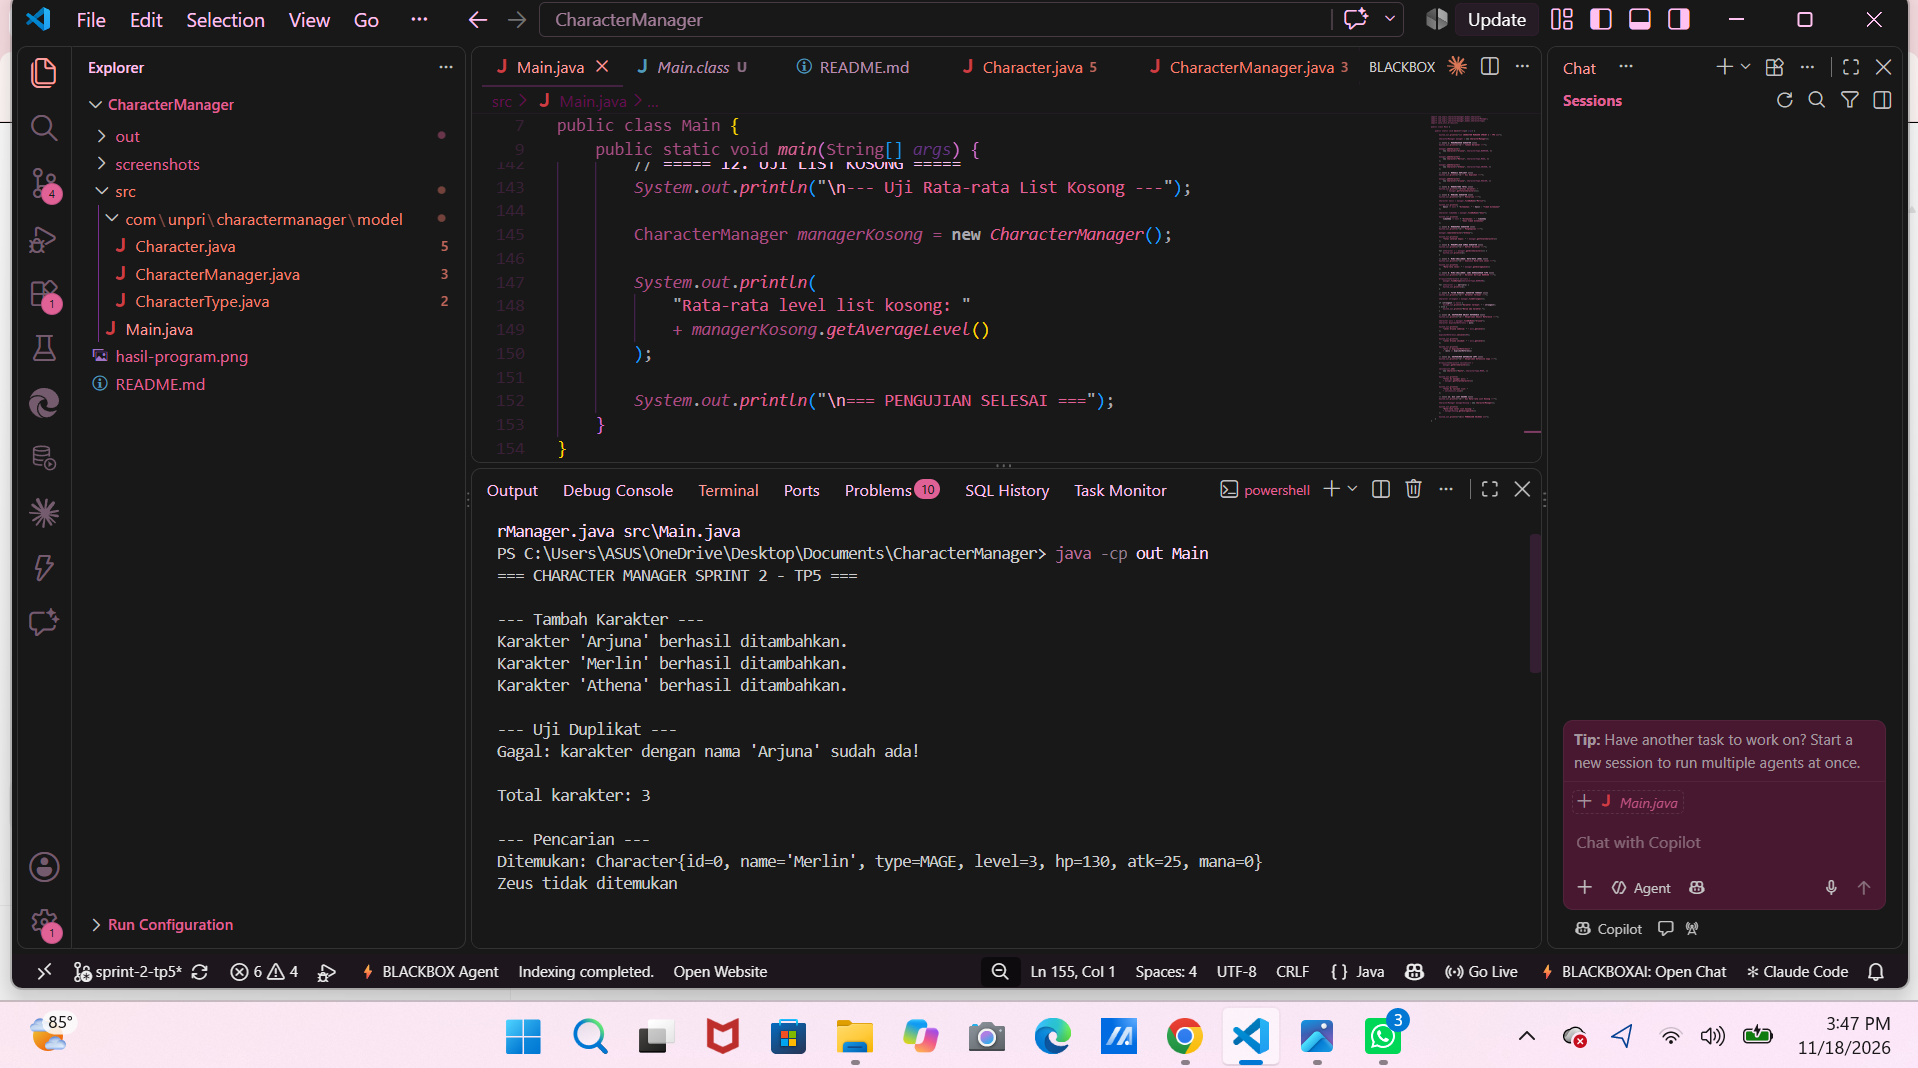 File Edit Selection View Go ··· CharacterManager Update
Explorer
CharacterManager
out
screenshots
src
com\unpri\charactermanager\model
Character.java 5
CharacterManager.java 3
CharacterType.java 2
Main.java
hasil-program.png
README.md
Run Configuration
4
1
1
Main.java Main.class U README.md Character.java 5 CharacterManager.java 3 BLACKBOX
src > Main.java > ...
7 public class Main {
9 public static void main(String[] args) {
142 // ===== 12. UJI LIST KOSONG =====
143 System.out.println("\n--- Uji Rata-rata List Kosong ---");
144
145 CharacterManager managerKosong = new CharacterManager();
146
147 System.out.println(
148 "Rata-rata level list kosong: "
149 + managerKosong.getAverageLevel()
150 );
151
152 System.out.println("\n=== PENGUJIAN SELESAI ===");
153 }
154 }
Output Debug Console Terminal Ports Problems 10 SQL History Task Monitor powershell
rManager.java src\Main.java
PS C:\Users\ASUS\OneDrive\Desktop\Documents\CharacterManager> java -cp out Main
=== CHARACTER MANAGER SPRINT 2 - TP5 ===
--- Tambah Karakter ---
Karakter 'Arjuna' berhasil ditambahkan.
Karakter 'Merlin' berhasil ditambahkan.
Karakter 'Athena' berhasil ditambahkan.
--- Uji Duplikat ---
Gagal: karakter dengan nama 'Arjuna' sudah ada!
Total karakter: 3
--- Pencarian ---
Ditemukan: Character{id=0, name='Merlin', type=MAGE, level=3, hp=130, atk=25, mana=0}
Zeus tidak ditemukan
Chat
Sessions
Tip: Have another task to work on? Start a
new session to run multiple agents at once.
Main.java
Chat with Copilot
Agent
Copilot
sprint-2-tp5* 6 4 BLACKBOX Agent Indexing completed. Open Website Ln 155, Col 1 Spaces: 4 UTF-8 CRLF { } Java Go Live BLACKBOXAI: Open Chat Claude Code
85°
3
3:47 PM
11/18/2026